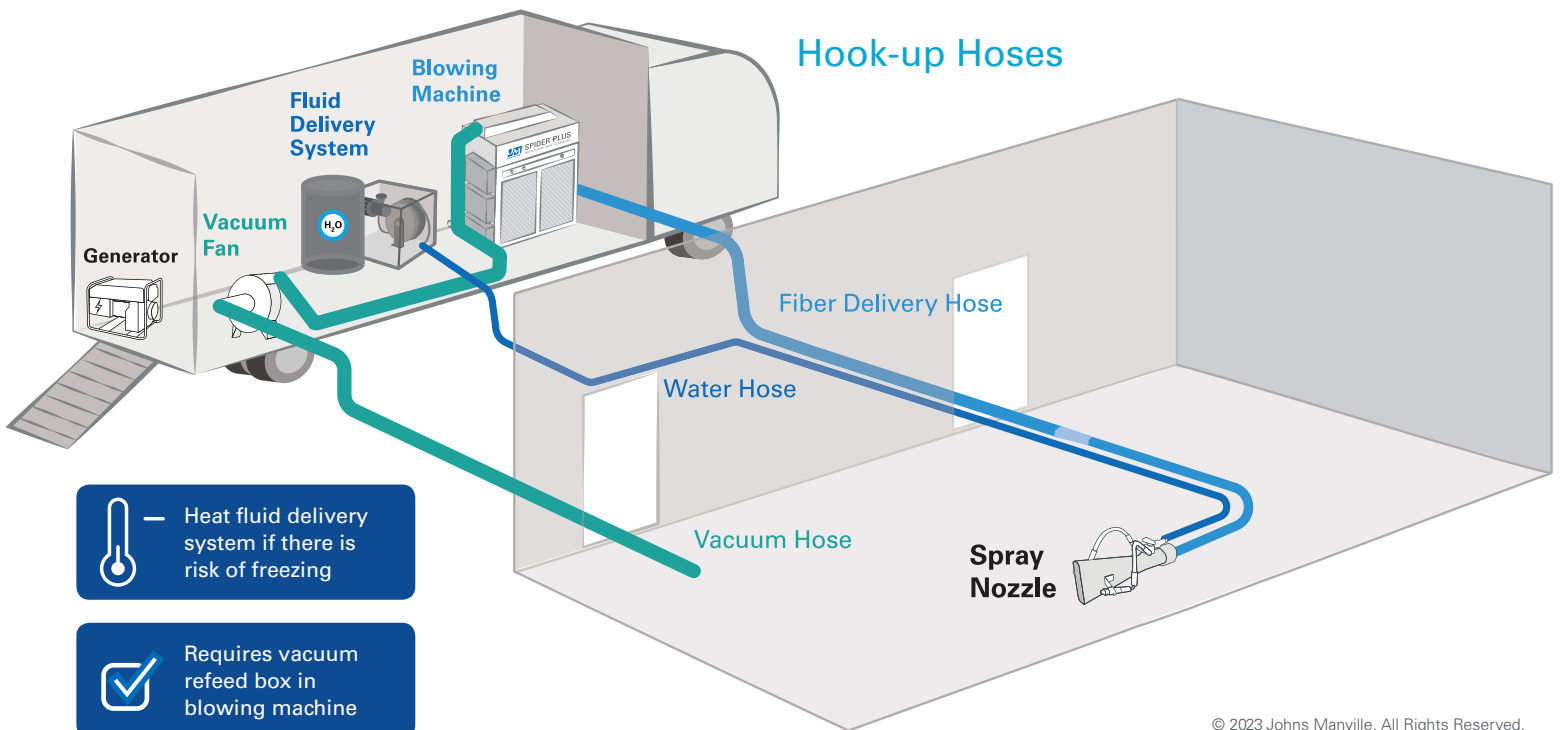 Hook-up Hoses
Blowing
Machine
Fluid
Delivery
System
JM SPIDER PLUS
H₂O
Vacuum
Fan
Generator
Fiber Delivery Hose
Water Hose
Vacuum Hose
Spray
Nozzle
Heat fluid delivery
system if there is
risk of freezing
Requires vacuum
refeed box in
blowing machine
© 2023 Johns Manville. All Rights Reserved.